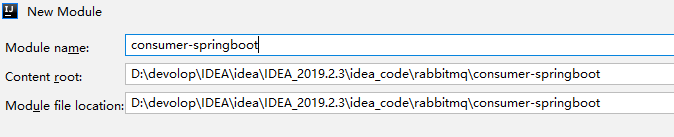 New Module
Module name: consumer-springboot
Content root: D:\devolop\IDEA\idea\IDEA_2019.2.3\idea_code\rabbitmq\consumer-springboot
Module file location: D:\devolop\IDEA\idea\IDEA_2019.2.3\idea_code\rabbitmq\consumer-springboot